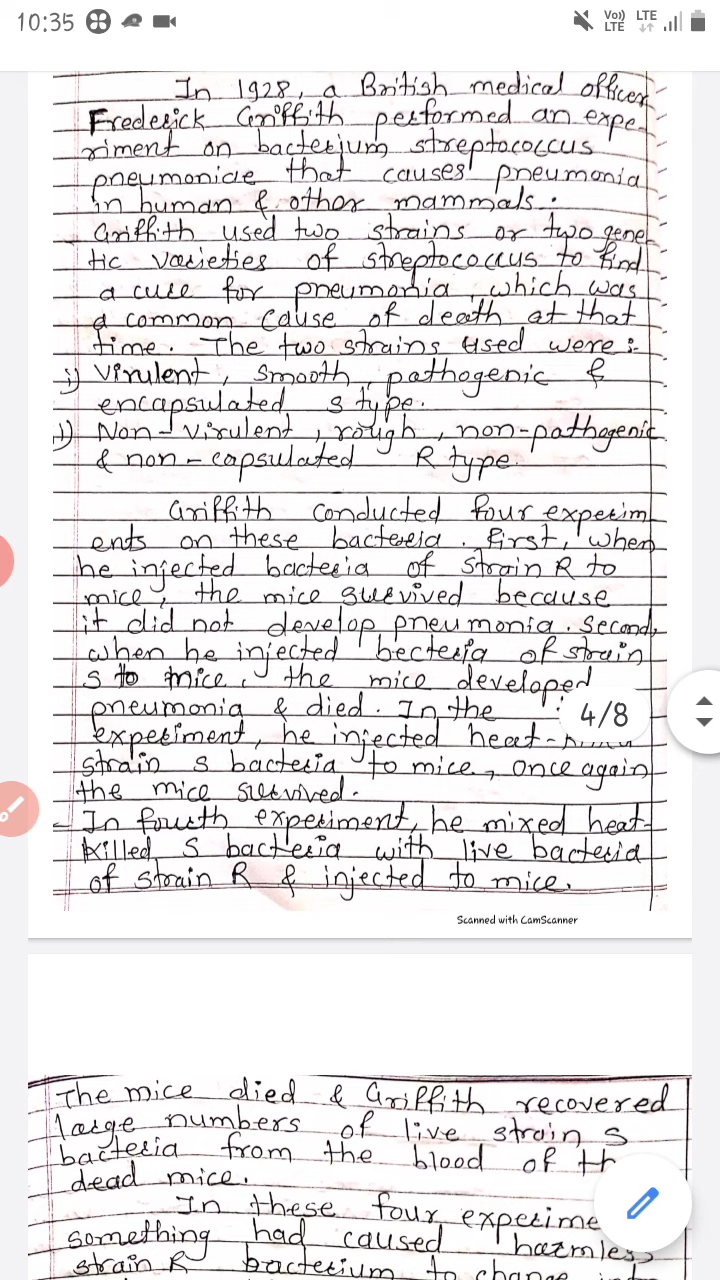 10:35
Vo)) LTE
LTE
In 1928, a British medical officer
Frederick Griffith performed an expe-
riment on bacterium streptococcus
pneumonide that causes pneumonia
in human & other mammals.
Griffith used two strains or two gene-
tic varieties of streptococcus to find
a cure for pneumonia, which was
a common cause of death at that
time. The two strains used were :-
i) Virulent, smooth, pathogenic &
encapsulated S type.
Non-virulent, rough, non-pathogenic
& non-capsulated R type.
Griffith conducted four experim
ents on these bacteria. First, when
he injected bacteria of strain R to
mice, the mice survived because
it did not develop pneumonia. Second,
when he injected becteria of strain
S to mice, the mice developed
pneumonia & died. In the
4/8
experiment, he injected heat-
strain S bacteria to mice, once again
the mice survived.
- In fourth experiment, he mixed heat-
killed S bacteria with live bacteria
of strain R & injected to mice.
Scanned with CamScanner
The mice died & Griffith recovered
large numbers of live strain S
bacteria from the blood of th
dead mice.
In these four expecime
something had caused harmless
strain R bacterium to change